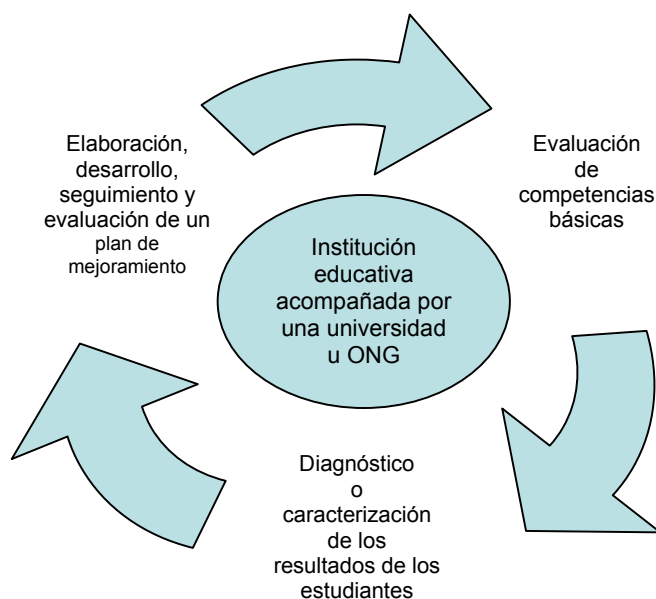 Elaboración,
desarrollo,
seguimiento y
evaluación de un
plan de
mejoramiento
Evaluación
de
competencias
básicas
Institución
educativa
acompañada por
una universidad
u ONG
Diagnóstico
o
caracterización
de los
resultados de los
estudiantes